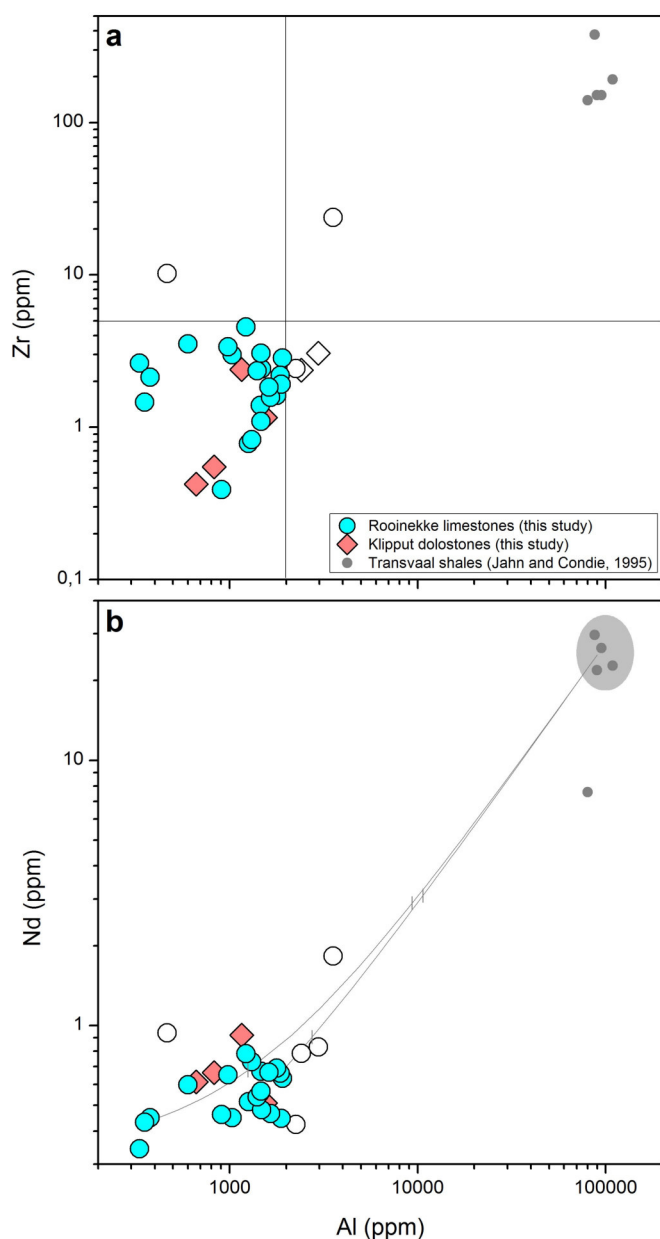 a
100
10
1
0,1
Zr (ppm)
Rooinekke limestones (this study)
Klipput dolostones (this study)
Transvaal shales (Jahn and Condie, 1995)
b
10
1
Nd (ppm)
1000
10000
100000
Al (ppm)